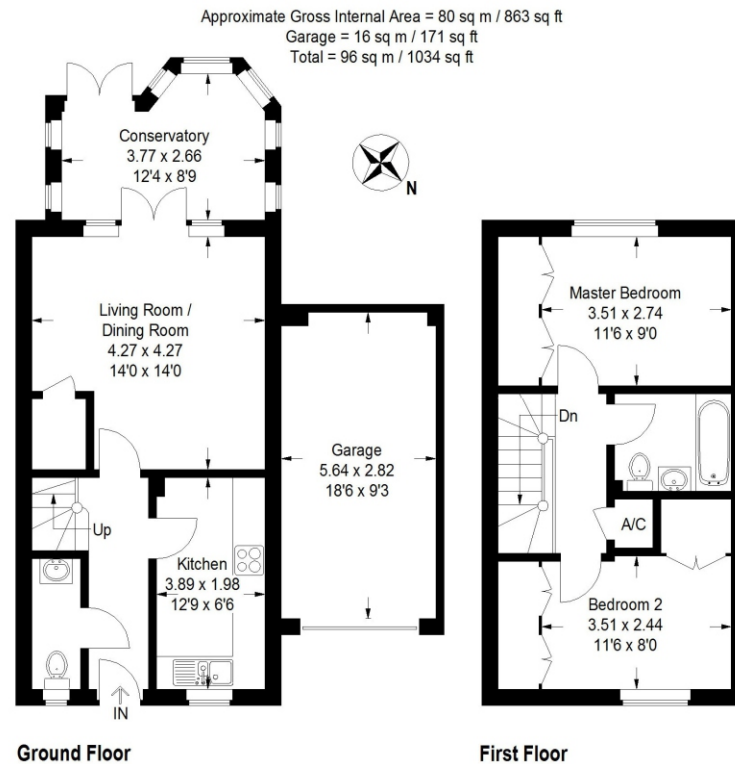 Approximate Gross Internal Area = 80 sq m / 863 sq ft
Garage = 16 sq m / 171 sq ft
Total = 96 sq m / 1034 sq ft
Conservatory
3.77 x 2.66
12'4 x 8'9
N
Living Room /
Dining Room
4.27 x 4.27
14'0 x 14'0
Master Bedroom
3.51 x 2.74
11'6 x 9'0
Dn
Garage
5.64 x 2.82
18'6 x 9'3
Up
A/C
Kitchen
3.89 x 1.98
12'9 x 6'6
Bedroom 2
3.51 x 2.44
11'6 x 8'0
IN
Ground Floor
First Floor